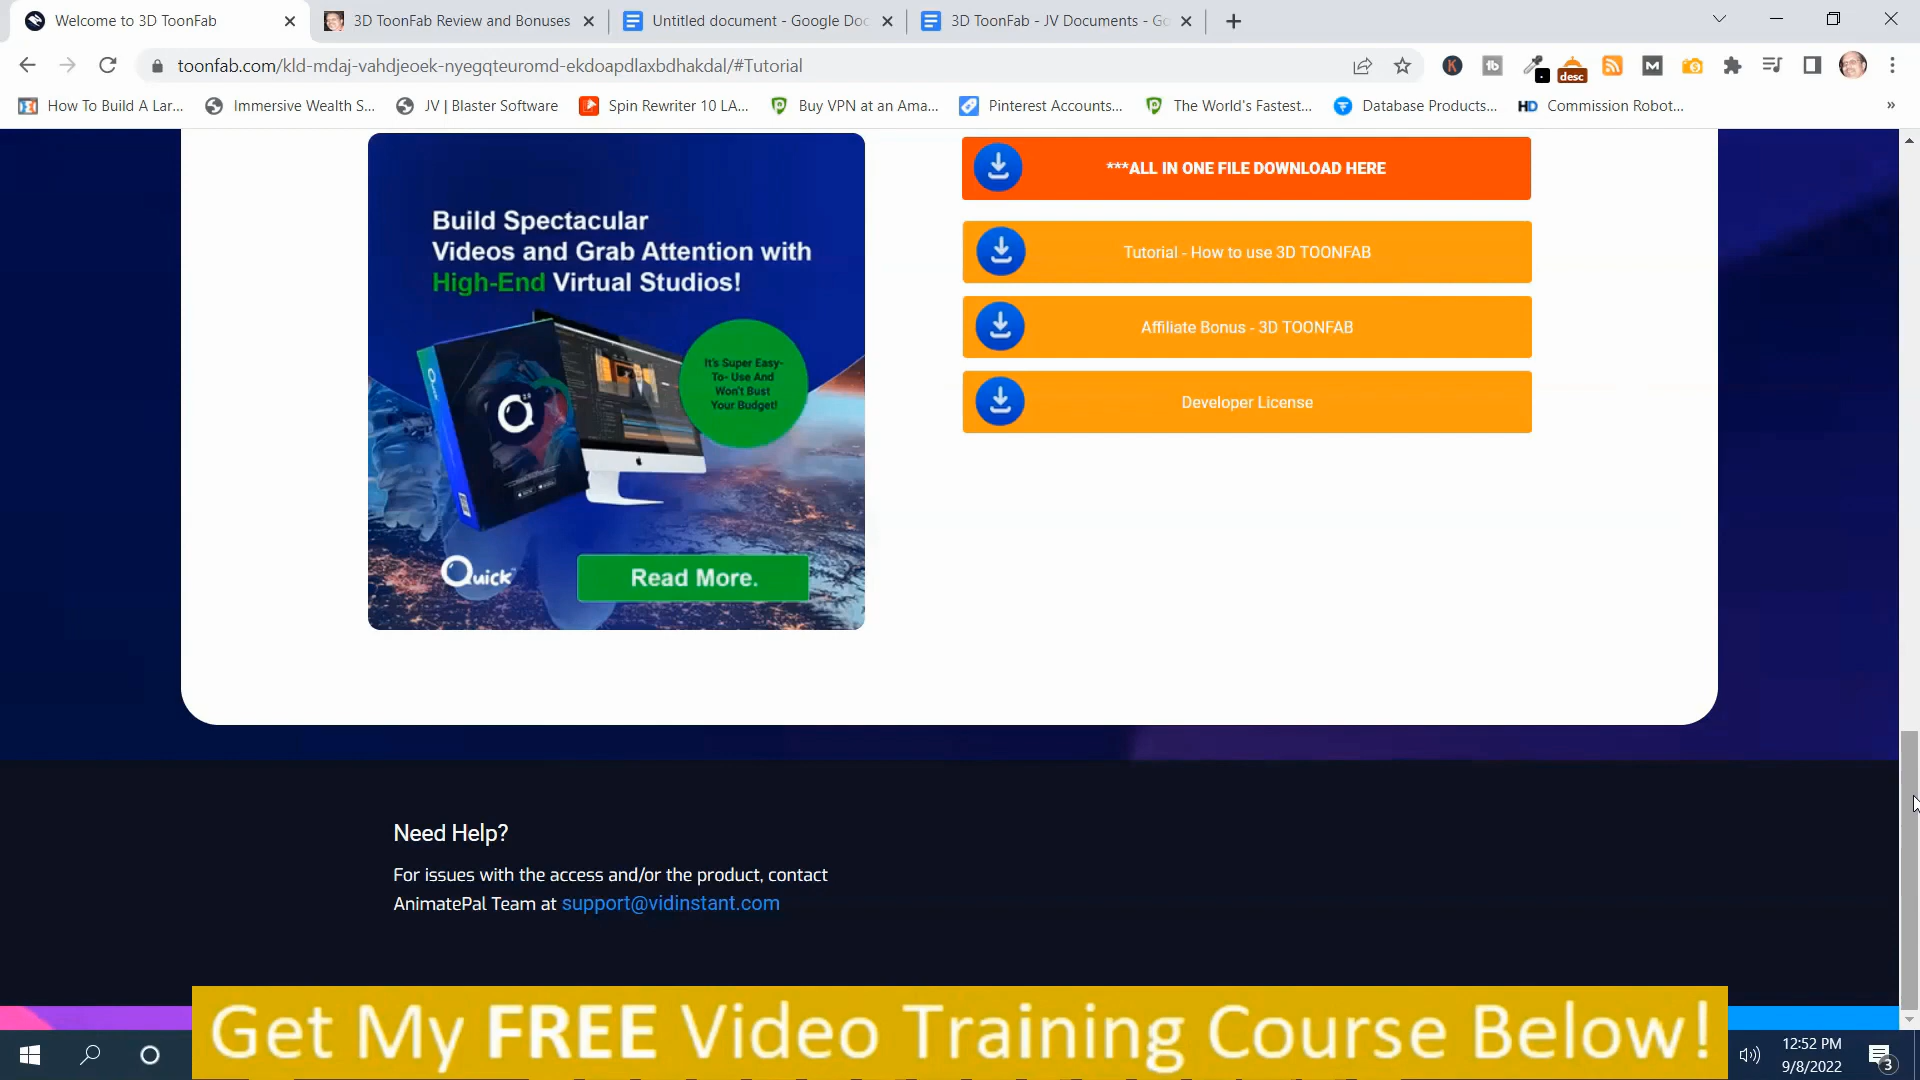 Welcome to 3D ToonFab
3D ToonFab Review and Bonuses
Untitled document - Google Doc
3D ToonFab - JV Documents - Go
toonfab.com/kld-mdaj-vahdjeoek-nyegqteuromd-ekdoapdlaxbdhakdal/#Tutorial
desc
How To Build A Lar...
Immersive Wealth S...
JV | Blaster Software
Spin Rewriter 10 LA...
Buy VPN at an Ama...
Pinterest Accounts...
The World's Fastest...
Database Products...
HD
Commission Robot...
»
Build Spectacular
Videos and Grab Attention with
High-End Virtual Studios!
It's Super Easy-
To- Use And
Won't Bust
Your Budget!
Quick
Read More.
***ALL IN ONE FILE DOWNLOAD HERE
Tutorial - How to use 3D TOONFAB
Affiliate Bonus - 3D TOONFAB
Developer License
Need Help?
For issues with the access and/or the product, contact
AnimatePal Team at support@vidinstant.com
Get My FREE Video Training Course Below!
12:52 PM
9/8/2022
3